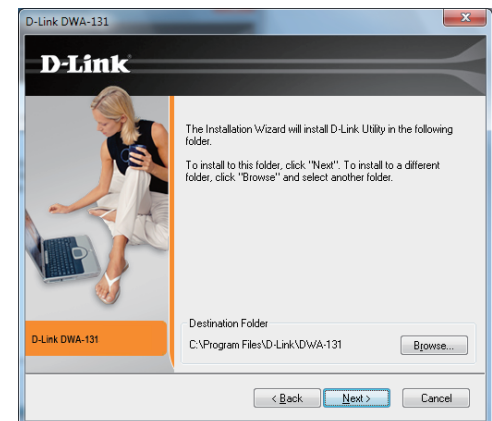 D-Link DWA-131
D-Link
The Installation Wizard will install D-Link Utility in the following
folder.
To install to this folder, click "Next". To install to a different
folder, click "Browse" and select another folder.
Destination Folder
D-Link DWA-131
C:\Program Files\D-Link\DWA-131
Browse...
< Back
Next >
Cancel